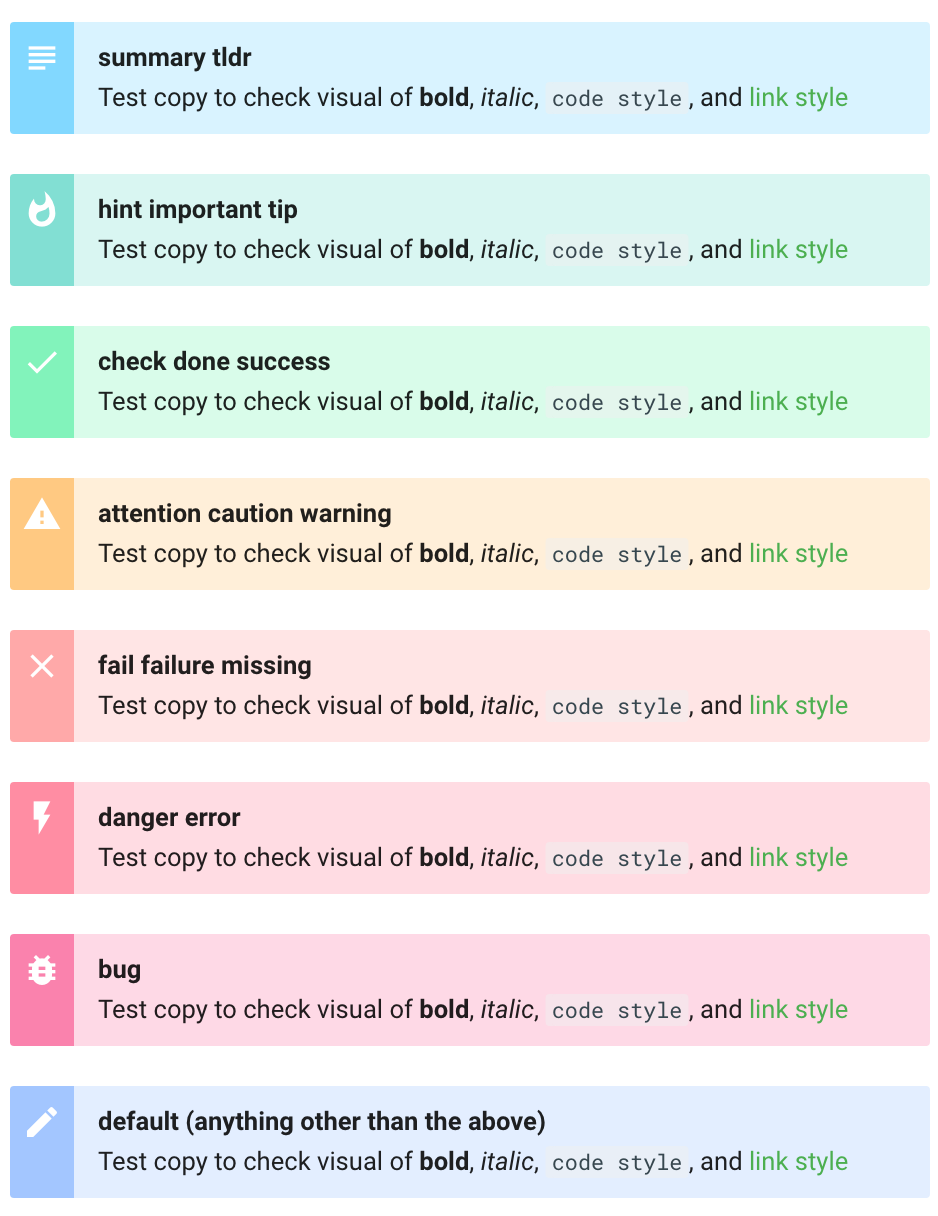 summary tldr
Test copy to check visual of bold, italic, code style, and link style
hint important tip
Test copy to check visual of bold, italic, code style, and link style
check done success
Test copy to check visual of bold, italic, code style, and link style
attention caution warning
Test copy to check visual of bold, italic, code style, and link style
fail failure missing
Test copy to check visual of bold, italic, code style, and link style
danger error
Test copy to check visual of bold, italic, code style, and link style
bug
Test copy to check visual of bold, italic, code style, and link style
default (anything other than the above)
Test copy to check visual of bold, italic, code style, and link style